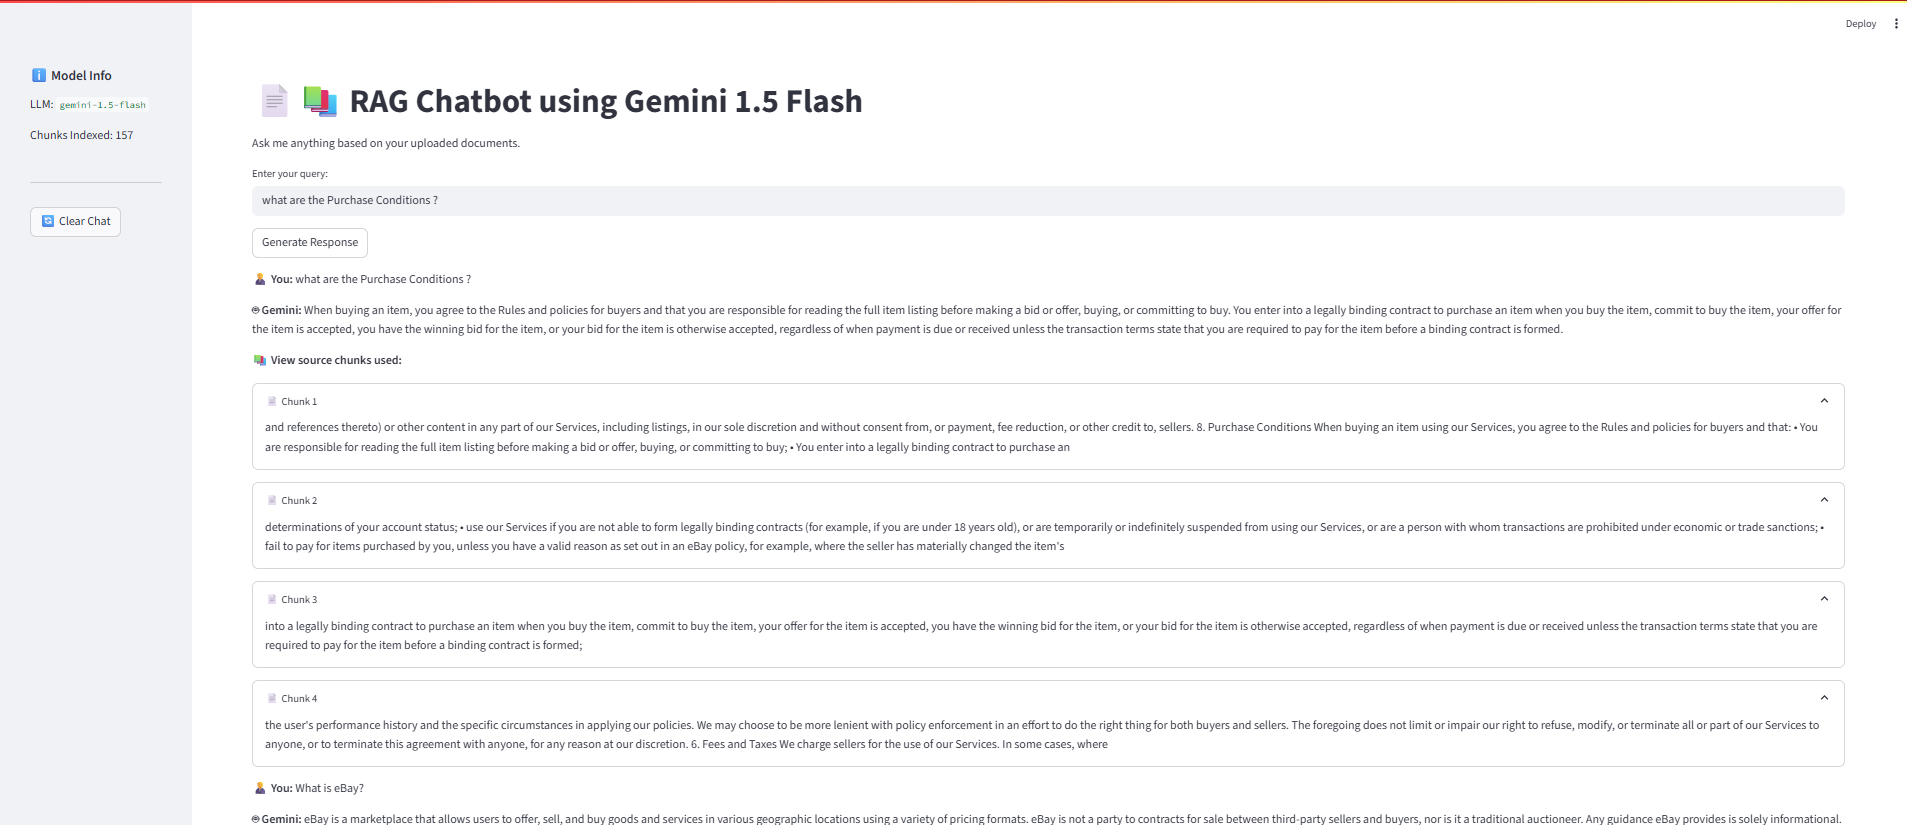 Deploy
Model Info
LLM: gemini-1.5-flash
Chunks Indexed: 157
Clear Chat
RAG Chatbot using Gemini 1.5 Flash
Ask me anything based on your uploaded documents.
Enter your query:
what are the Purchase Conditions ?
Generate Response
You: what are the Purchase Conditions ?
Gemini: When buying an item, you agree to the Rules and policies for buyers and that you are responsible for reading the full item listing before making a bid or offer, buying, or committing to buy. You enter into a legally binding contract to purchase an item when you buy the item, commit to buy the item, your offer for
the item is accepted, you have the winning bid for the item, or your bid for the item is otherwise accepted, regardless of when payment is due or received unless the transaction terms state that you are required to pay for the item before a binding contract is formed.
View source chunks used:
Chunk 1
and references thereto) or other content in any part of our Services, including listings, in our sole discretion and without consent from, or payment, fee reduction, or other credit to, sellers. 8. Purchase Conditions When buying an item using our Services, you agree to the Rules and policies for buyers and that: • You
are responsible for reading the full item listing before making a bid or offer, buying, or committing to buy; • You enter into a legally binding contract to purchase an
Chunk 2
determinations of your account status; • use our Services if you are not able to form legally binding contracts (for example, if you are under 18 years old), or are temporarily or indefinitely suspended from using our Services, or are a person with whom transactions are prohibited under economic or trade sanctions; •
fail to pay for items purchased by you, unless you have a valid reason as set out in an eBay policy, for example, where the seller has materially changed the item's
Chunk 3
into a legally binding contract to purchase an item when you buy the item, commit to buy the item, your offer for the item is accepted, you have the winning bid for the item, or your bid for the item is otherwise accepted, regardless of when payment is due or received unless the transaction terms state that you are
required to pay for the item before a binding contract is formed;
Chunk 4
the user's performance history and the specific circumstances in applying our policies. We may choose to be more lenient with policy enforcement in an effort to do the right thing for both buyers and sellers. The foregoing does not limit or impair our right to refuse, modify, or terminate all or part of our Services to
anyone, or to terminate this agreement with anyone, for any reason at our discretion. 6. Fees and Taxes We charge sellers for the use of our Services. In some cases, where
You: What is eBay?
Gemini: eBay is a marketplace that allows users to offer, sell, and buy goods and services in various geographic locations using a variety of pricing formats. eBay is not a party to contracts for sale between third-party sellers and buyers, nor is it a traditional auctioneer. Any guidance eBay provides is solely informational.